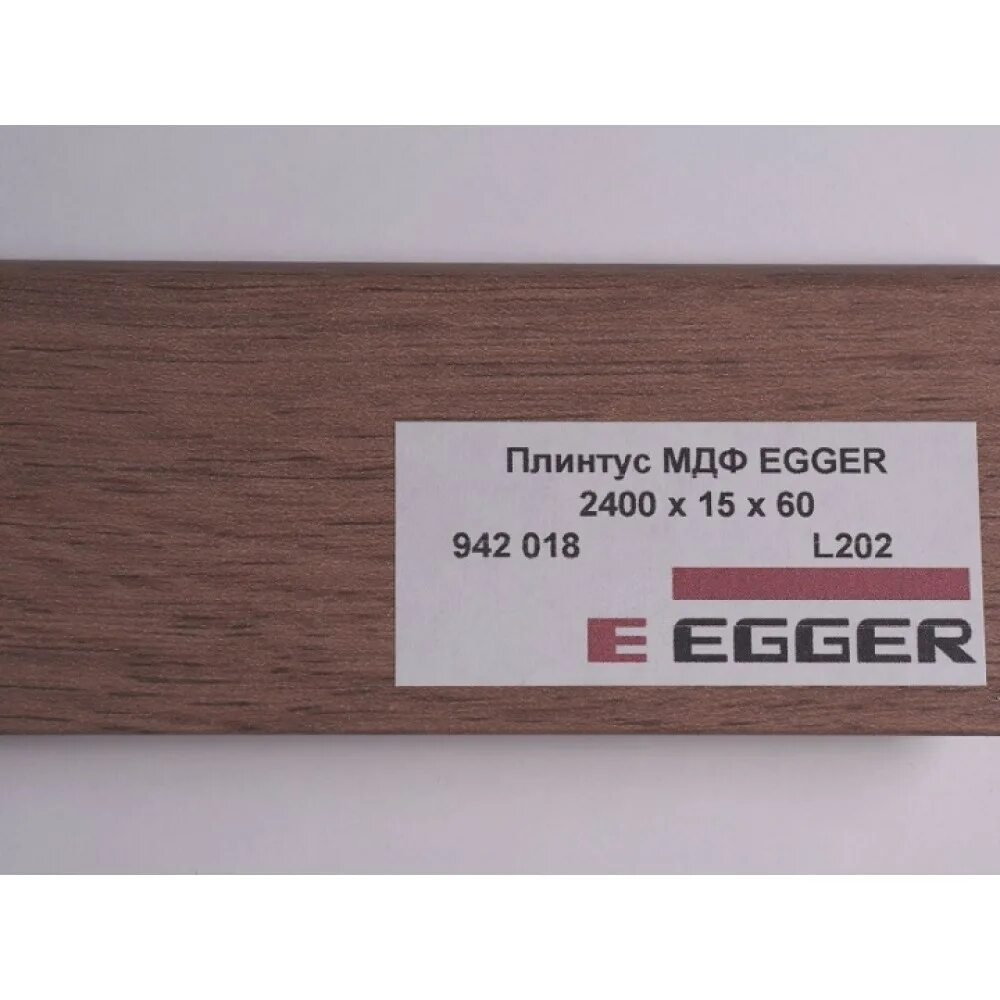 Плинтус МДФ EGGER
2400 x 15 x 60
942 018 L202
E EGGER